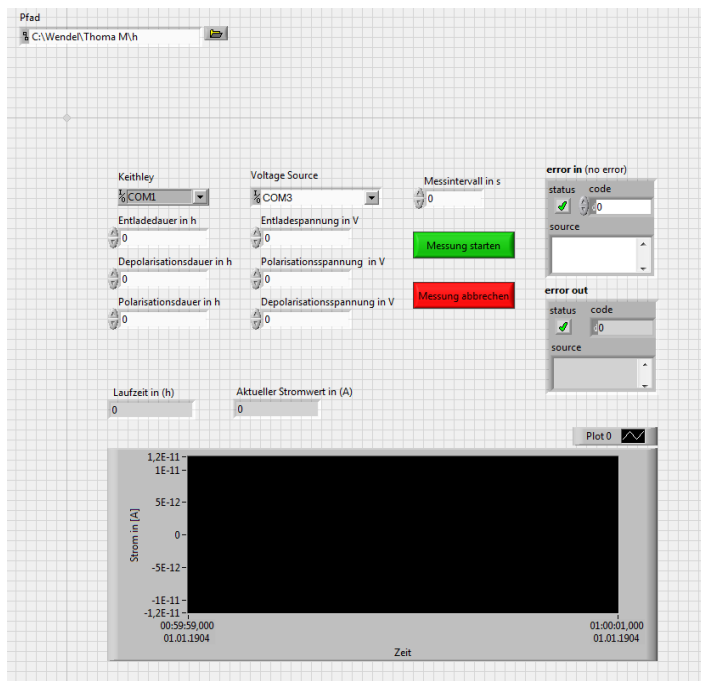 Pfad
C:\Wendel\Thoma M\h
Keithley
Voltage Source
Messintervall in s
error in (no error)
COM1
COM3
0
status code
0
Entladedauer in h
Entladespannung in V
source
0
0
Messung starten
Depolarisationsdauer in h
Polarisationsspannung in V
0
0
Messung abbrechen
error out
Polarisationsdauer in h
Depolarisationsspannung in V
status code
0
0
0
source
Laufzeit in (h)
Aktueller Stromwert in (A)
0
0
Plot 0
1,2E-11
1E-11
5E-12
0
-5E-12
-1E-11
-1,2E-11
Strom in [A]
00:59:59,000
01.01.1904
01:00:01,000
01.01.1904
Zeit